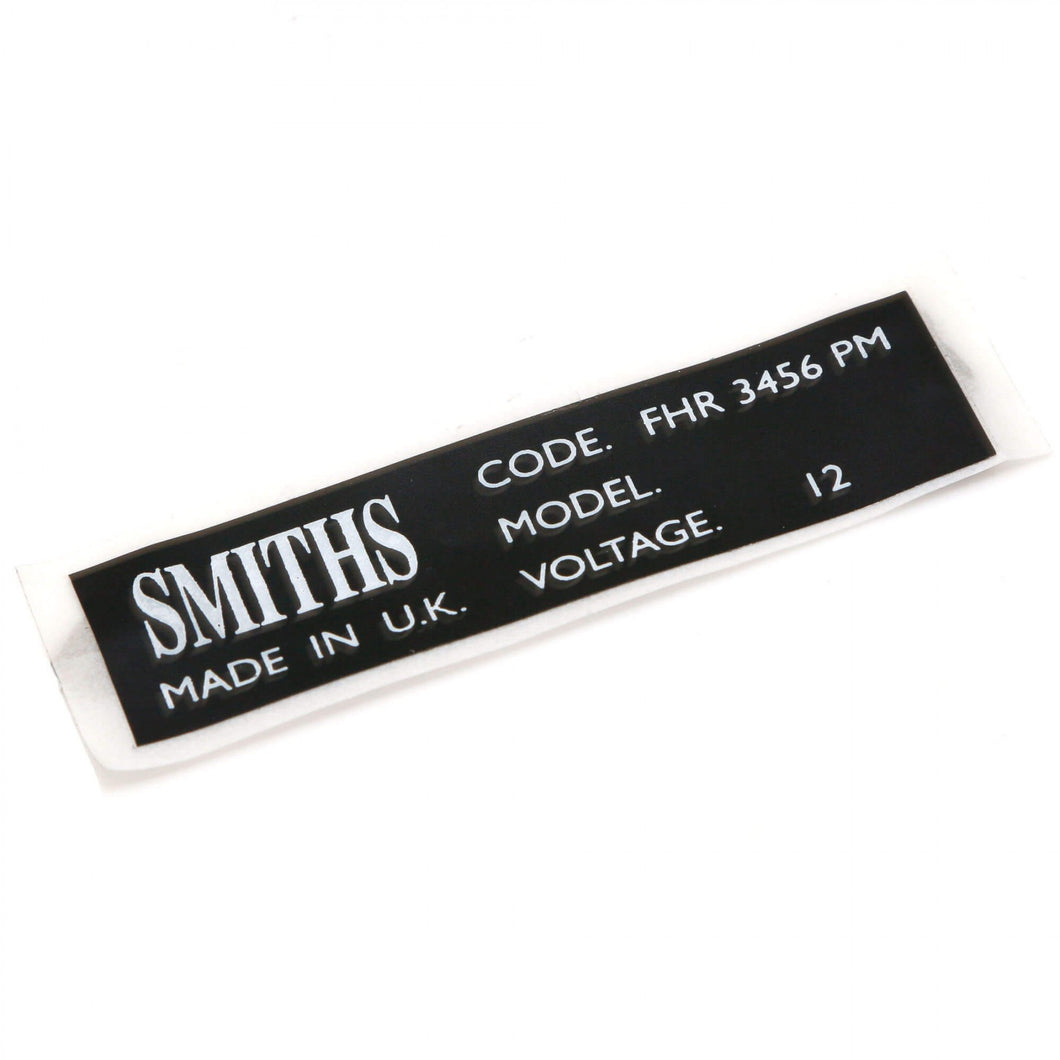 SMITHS
MADE IN U.K.
CODE. FHR 3456 PM
MODEL.
VOLTAGE. 12